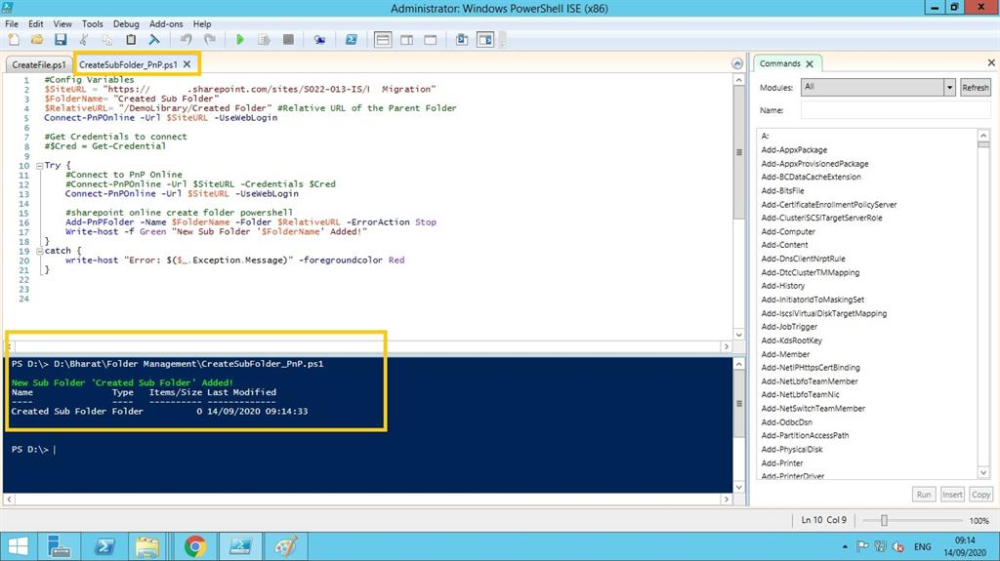 Administrator: Windows PowerShell ISE (x86)
File Edit View Tools Debug Add-ons Help
CreateFile.ps1 CreateSubFolder_PnP.ps1
1 #Config Variables
2 $SiteURL = "https:// .sharepoint.com/sites/SO22-013-IS/ Migration"
3 $FolderName= "Created Sub Folder"
4 $RelativeURL= "/DemoLibrary/Created Folder" #Relative URL of the Parent Folder
5 Connect-PnPOnline -Url $SiteURL -UseWebLogin
6
7 #Get Credentials to connect
8 #$Cred = Get-Credential
9
10 Try {
11 #Connect to PnP Online
12 #Connect-PnPOnline -Url $SiteURL -Credentials $Cred
13 Connect-PnPOnline -Url $SiteURL -UseWebLogin
14
15 #sharepoint online create folder powershell
16 Add-PnPFolder -Name $FolderName -Folder $RelativeURL -ErrorAction Stop
17 Write-host -f Green "New Sub Folder '$FolderName' Added!"
18 }
19 catch {
20 write-host "Error: $($_.Exception.Message)" -foregroundcolor Red
21 }
22
23
24
PS D:\> D:\Bharat\Folder Management\CreateSubFolder_PnP.ps1
New Sub Folder 'Created Sub Folder' Added!
Name Type Items/Size Last Modified
---- ---- ---------- -------------
Created Sub Folder Folder 0 14/09/2020 09:14:33
PS D:\>
Commands
Modules: All Refresh
Name:
A:
Add-AppxPackage
Add-AppxProvisionedPackage
Add-BCDataCacheExtension
Add-BitsFile
Add-CertificateEnrollmentPolicyServer
Add-ClusteriSCSITargetServerRole
Add-Computer
Add-Content
Add-DnsClientNrptRule
Add-DtcClusterTMMapping
Add-History
Add-InitiatorIdToMaskingSet
Add-IscsiVirtualDiskTargetMapping
Add-JobTrigger
Add-KdsRootKey
Add-Member
Add-NetIPHttpsCertBinding
Add-NetLbfoTeamMember
Add-NetLbfoTeamNic
Add-NetSwitchTeamMember
Add-OdbcDsn
Add-PartitionAccessPath
Add-PhysicalDisk
Add-Printer
Add-PrinterDriver
Run Insert Copy
Ln 10 Col 9 100%
ENG 09:14
14/09/2020